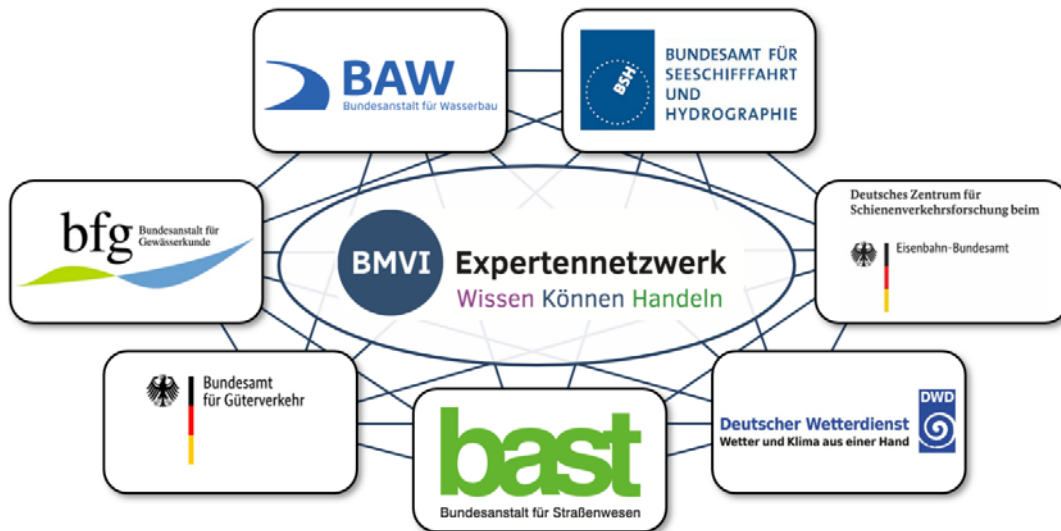 BAW
Bundesanstalt für Wasserbau
BSH
BUNDESAMT FÜR
SEESCHIFFFAHRT
UND
HYDROGRAPHIE
bfg
Bundesanstalt für
Gewässerkunde
BMVI Expertennetzwerk
Wissen Können Handeln
Deutsches Zentrum für
Schienenverkehrsforschung beim
Eisenbahn-Bundesamt
Bundesamt
für Güterverkehr
bast
Bundesanstalt für Straßenwesen
DWD
Deutscher Wetterdienst
Wetter und Klima aus einer Hand